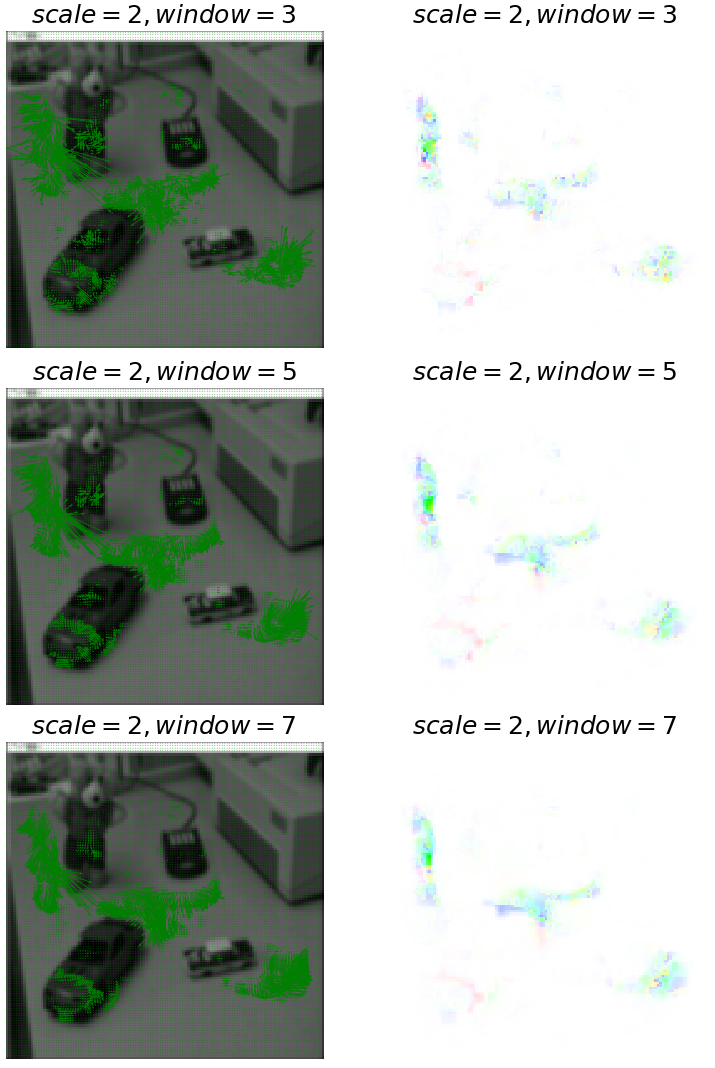 scale = 2, window = 3
scale = 2, window = 3
scale = 2, window = 5
scale = 2, window = 5
scale = 2, window = 7
scale = 2, window = 7